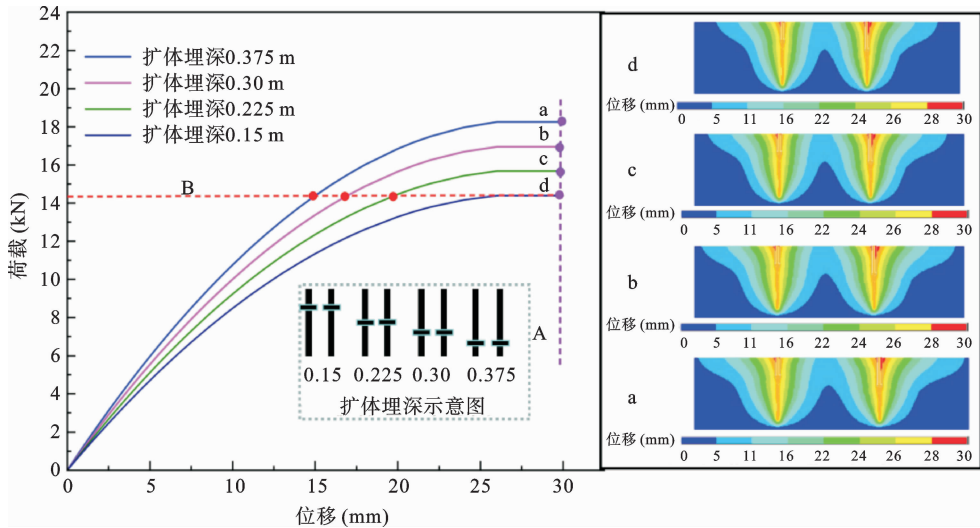 24
22
20
18
16
14
12
10
8
6
4
2
0
荷载 (kN)
扩体埋深0.375 m
扩体埋深0.30 m
扩体埋深0.225 m
扩体埋深0.15 m
a
b
c
d
B
A
0.15 0.225 0.30 0.375
扩体埋深示意图
0 5 10 15 20 25 30
位移 (mm)
d
位移 (mm) 0 5 11 16 22 24 26 28 30
c
位移 (mm) 0 5 11 16 22 24 26 28 30
b
位移 (mm) 0 5 11 16 22 24 26 28 30
a
位移 (mm) 0 5 11 16 22 24 26 28 30